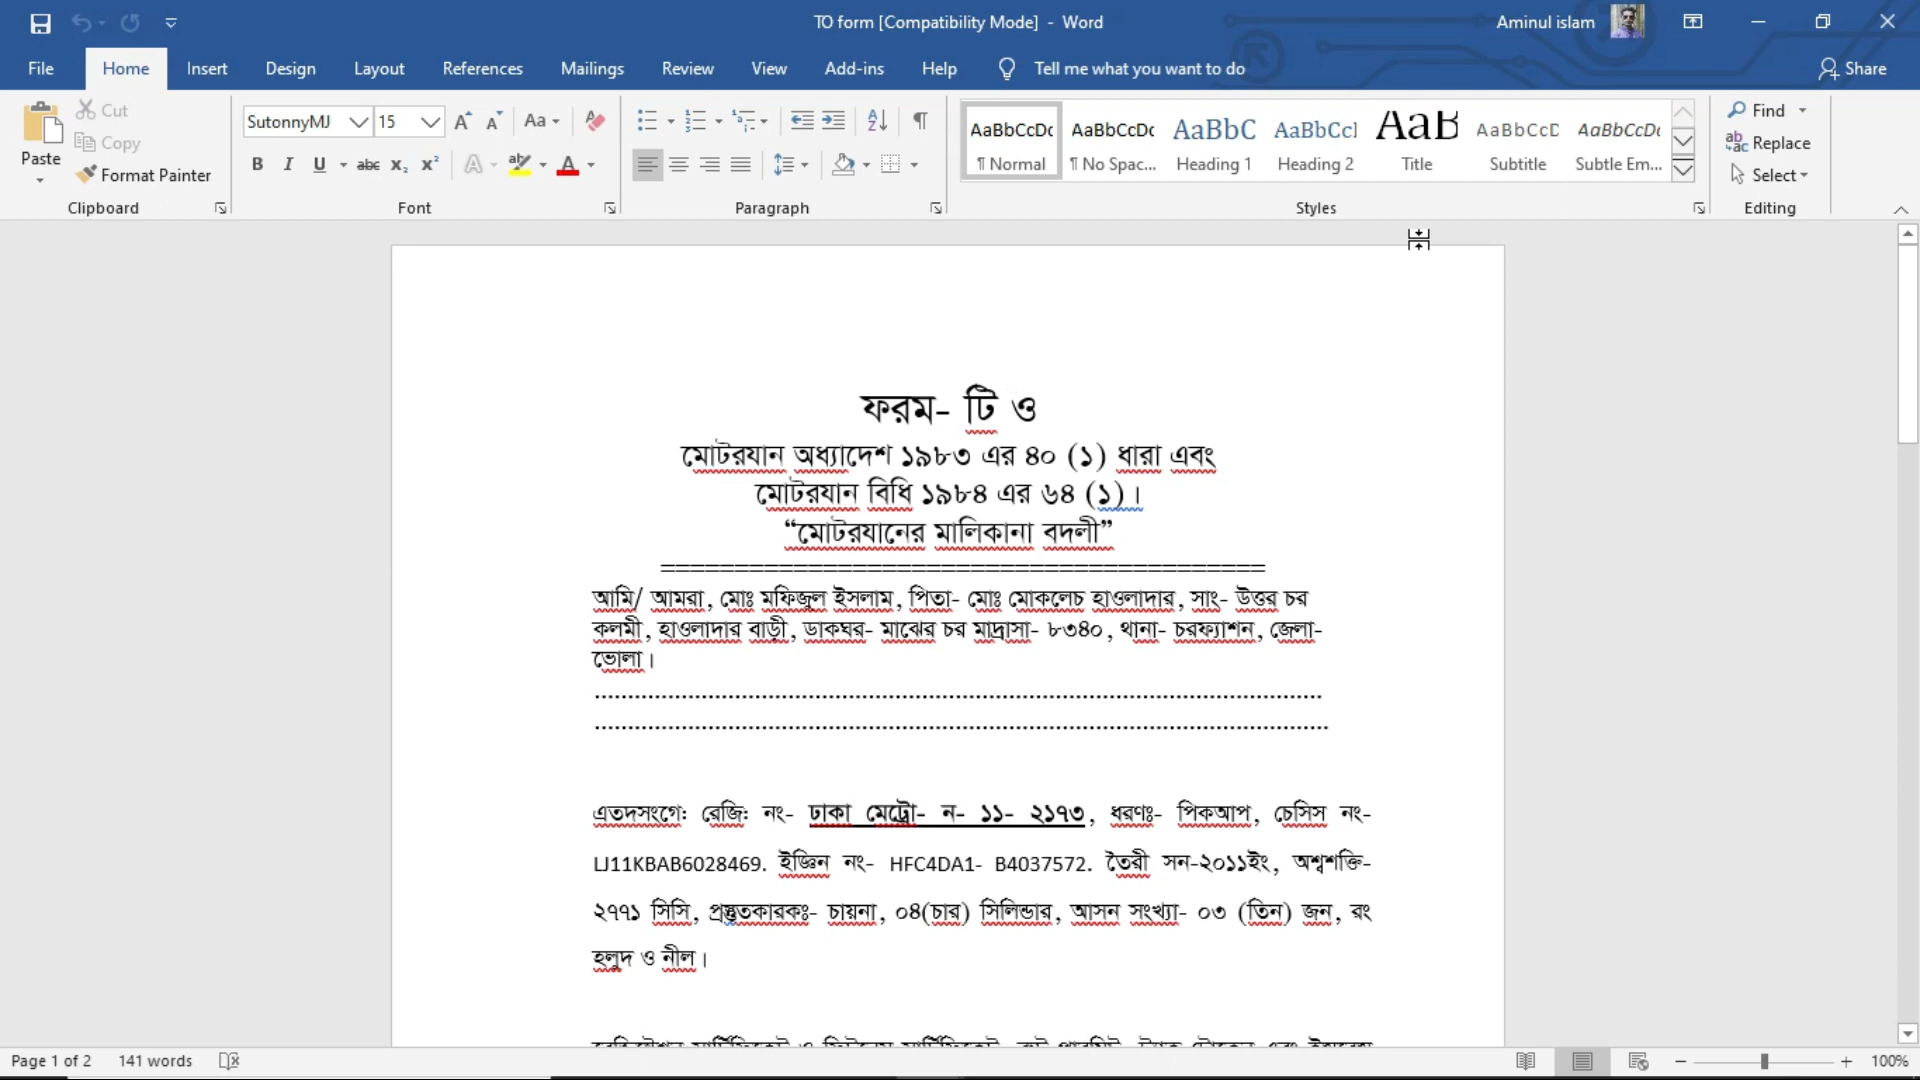 TO form [Compatibility Mode] - Word
Aminul islam
File Home Insert Design Layout References Mailings Review View Add-ins Help Tell me what you want to do Share
Paste
Cut
Copy
Format Painter
Clipboard
SutonnyMJ 15
Aa
B I U abc x₂ x² A A
Font
Paragraph
AaBbCcDc AaBbCcDc AaBbC AaBbCcI AaB AaBbCcD AaBbCcDc
¶ Normal ¶ No Spac... Heading 1 Heading 2 Title Subtitle Subtle Em...
Styles
Find
Replace
Select
Editing
ফরম- টি ও
মোটরযান অধ্যাদেশ ১৯৮৩ এর ৪০ (১) ধারা এবং
মোটরযান বিধি ১৯৮৪ এর ৬৪ (১)।
“মোটরযানের মালিকানা বদলী”
==========================================
আমি/ আমরা, মোঃ মফিজুল ইসলাম, পিতা- মোঃ মোকলেচ হাওলাদার, সাং- উত্তর চর
কলমী, হাওলাদার বাড়ী, ডাকঘর- মাঝের চর মাদ্রাসা- ৮৩৪০, থানা- চরফ্যাশন, জেলা-
ভোলা।
এতদসংগে: রেজি: নং- ঢাকা মেট্রো- ন- ১১- ২১৭৩, ধরণঃ- পিকআপ, চেসিস নং-
LJ11KBAB6028469. ইঞ্জিন নং- HFC4DA1- B4037572. তৈরী সন-২০১১ইং, অশ্বশক্তি-
২৭৭১ সিসি, প্রস্তুতকারকঃ- চায়না, ০৪(চার) সিলিন্ডার, আসন সংখ্যা- ০৩ (তিন) জন, রং
হলুদ ও নীল।
Page 1 of 2 141 words 100%